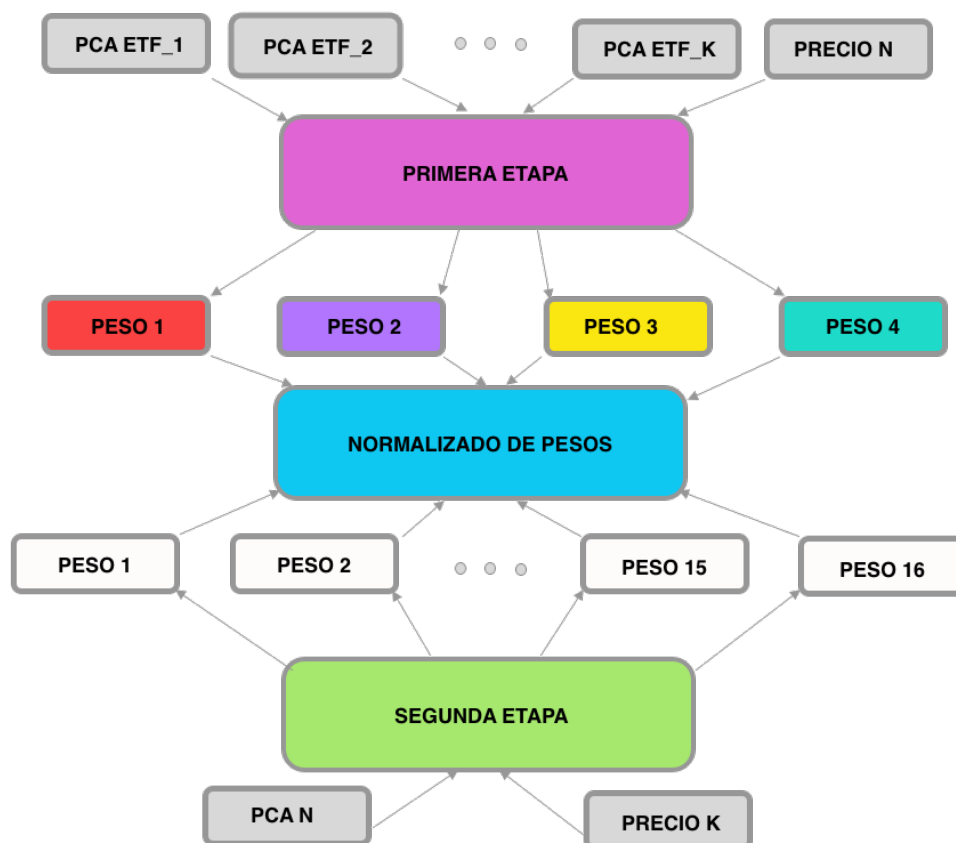 PCA ETF_1
PCA ETF_2
PCA ETF_K
PRECIO N
PRIMERA ETAPA
PESO 1
PESO 2
PESO 3
PESO 4
NORMALIZADO DE PESOS
PESO 1
PESO 2
PESO 15
PESO 16
SEGUNDA ETAPA
PCA N
PRECIO K